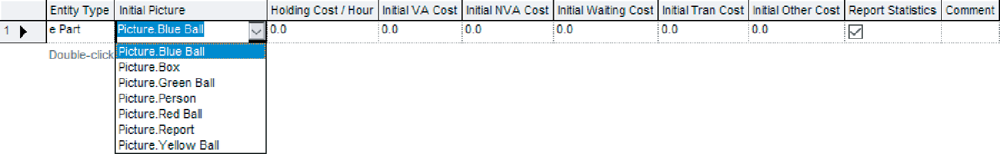 Entity Type Initial Picture Holding Cost / Hour Initial VA Cost Initial NVA Cost Initial Waiting Cost Initial Tran Cost Initial Other Cost Report Statistics Comment
1 e Part Picture.Blue Ball 0.0 0.0 0.0 0.0 0.0 0.0
Double-click Picture.Blue Ball
Picture.Box
Picture.Green Ball
Picture.Person
Picture.Red Ball
Picture.Report
Picture.Yellow Ball